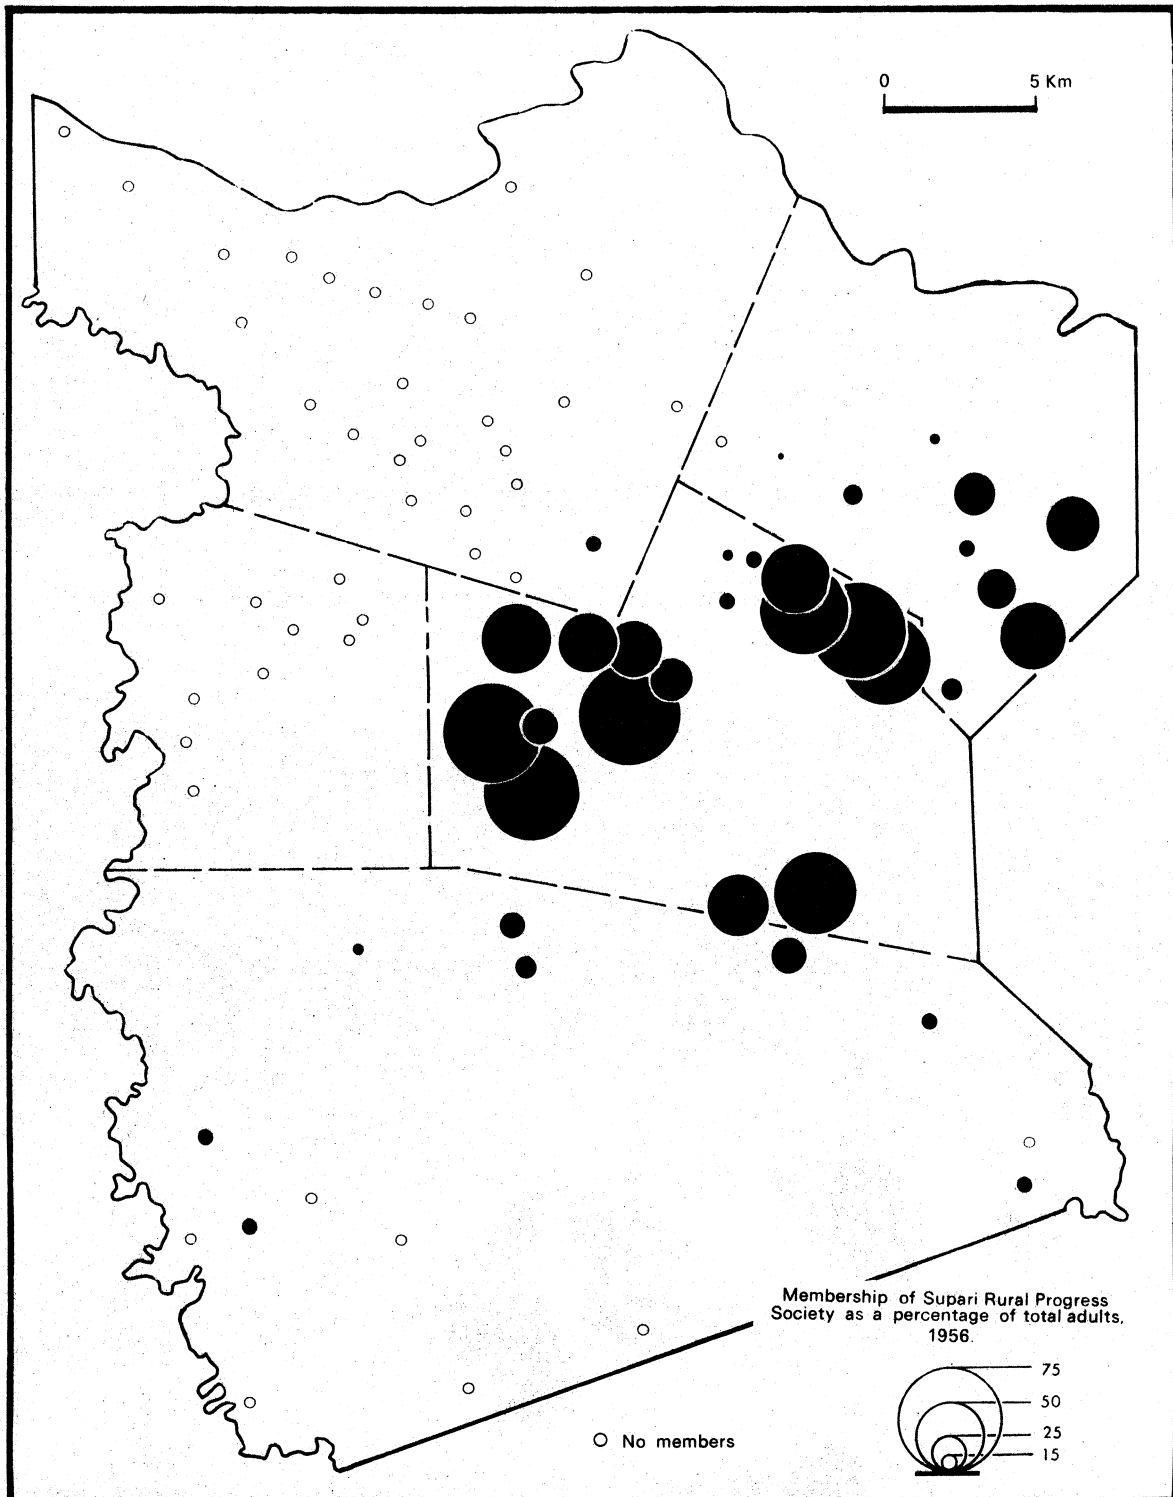 0 5 Km
Membership of Supari Rural Progress
Society as a percentage of total adults,
1956.
75
50
25
15
No members